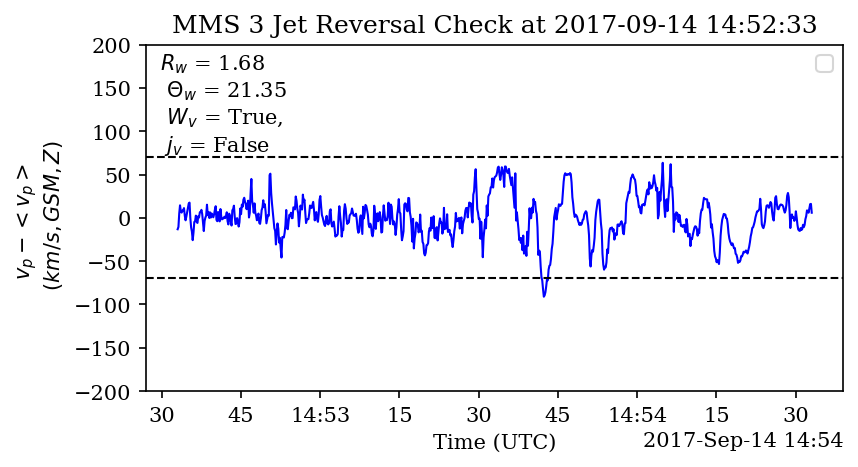 MMS 3 Jet Reversal Check at 2017-09-14 14:52:33
R_w = 1.68
Θ_w = 21.35
W_v = True,
j_v = False
v_p − < v_p >
(km/s, GSM, Z)
200
150
100
50
0
−50
−100
−150
−200
30 45 14:53 15 30 45 14:54 15 30
Time (UTC)
2017-Sep-14 14:54